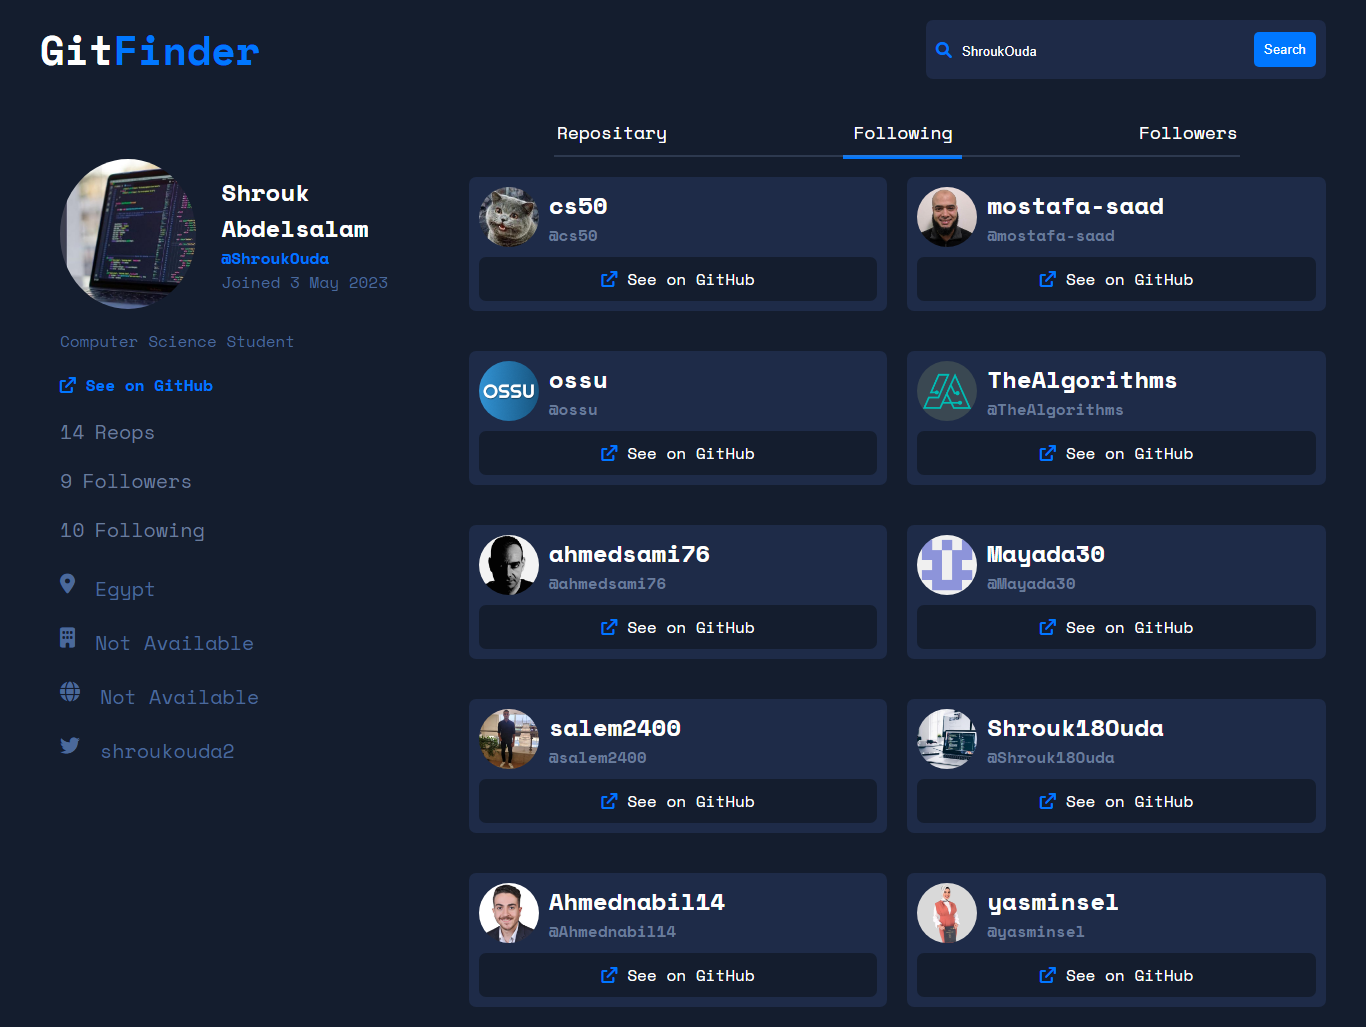 GitFinder
ShroukOuda
Search
Repositary
Following
Followers
Shrouk
Abdelsalam
@ShroukOuda
Joined 3 May 2023
Computer Science Student
See on GitHub
14 Reops
9 Followers
10 Following
Egypt
Not Available
Not Available
shroukouda2
cs50
@cs50
See on GitHub
mostafa-saad
@mostafa-saad
See on GitHub
OSSU
ossu
@ossu
See on GitHub
TheAlgorithms
@TheAlgorithms
See on GitHub
ahmedsami76
@ahmedsami76
See on GitHub
Mayada30
@Mayada30
See on GitHub
salem2400
@salem2400
See on GitHub
Shrouk18Ouda
@Shrouk18Ouda
See on GitHub
Ahmednabil14
@Ahmednabil14
See on GitHub
yasminsel
@yasminsel
See on GitHub